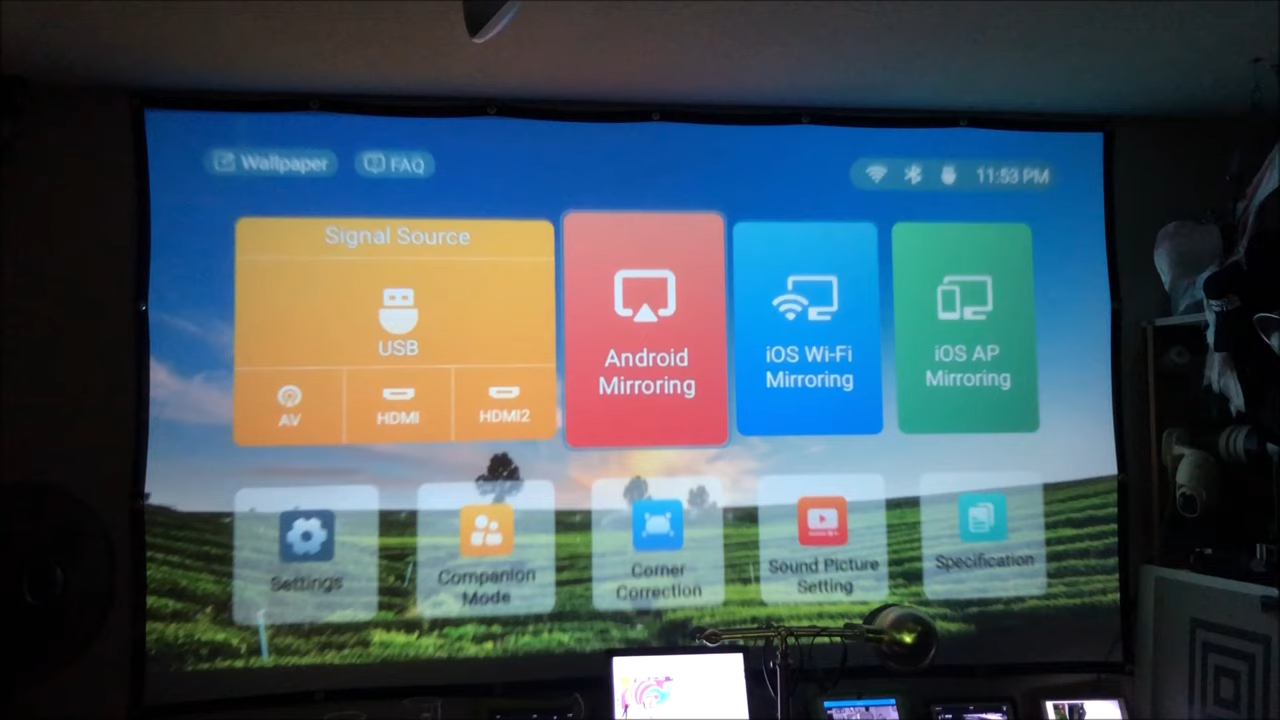 Wallpaper
FAQ
11:53 PM
Signal Source
USB
AV
HDMI
HDMI2
Android
Mirroring
iOS Wi-Fi
Mirroring
iOS AP
Mirroring
Settings
Companion
Mode
Corner
Correction
Sound Picture
Setting
Specification